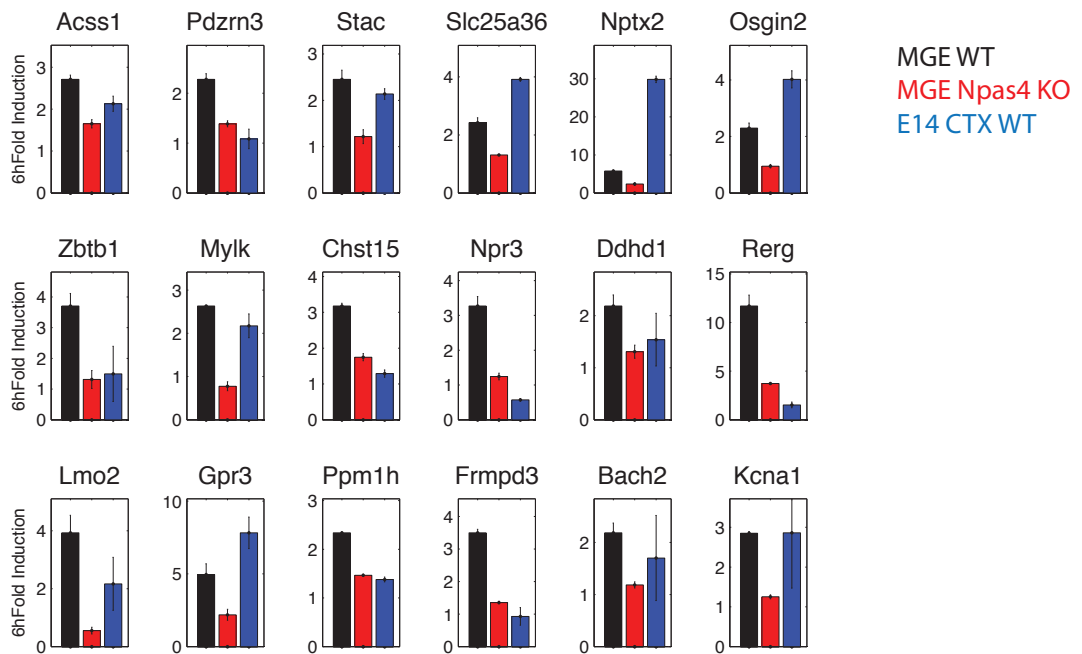 Acss1 Pdzrn3 Stac Slc25a36 Nptx2 Osgin2
MGE WT
MGE Npas4 KO
E14 CTX WT
6hFold Induction
3 2 1 0
2 1 0
3 2 1 0
4 2 0
30 20 10 0
4 2 0
Zbtb1 Mylk Chst15 Npr3 Ddhd1 Rerg
6hFold Induction
4 3 2 1 0
3 2 1 0
4 3 2 1 0
4 3 2 1 0
2 1 0
15 12 9 6 3 0
Lmo2 Gpr3 Ppm1h Frmpd3 Bach2 Kcna1
6hFold Induction
4 2 0
10 5 0
3 2 1 0
4 3 2 1 0
2 1 0
3 2 1 0